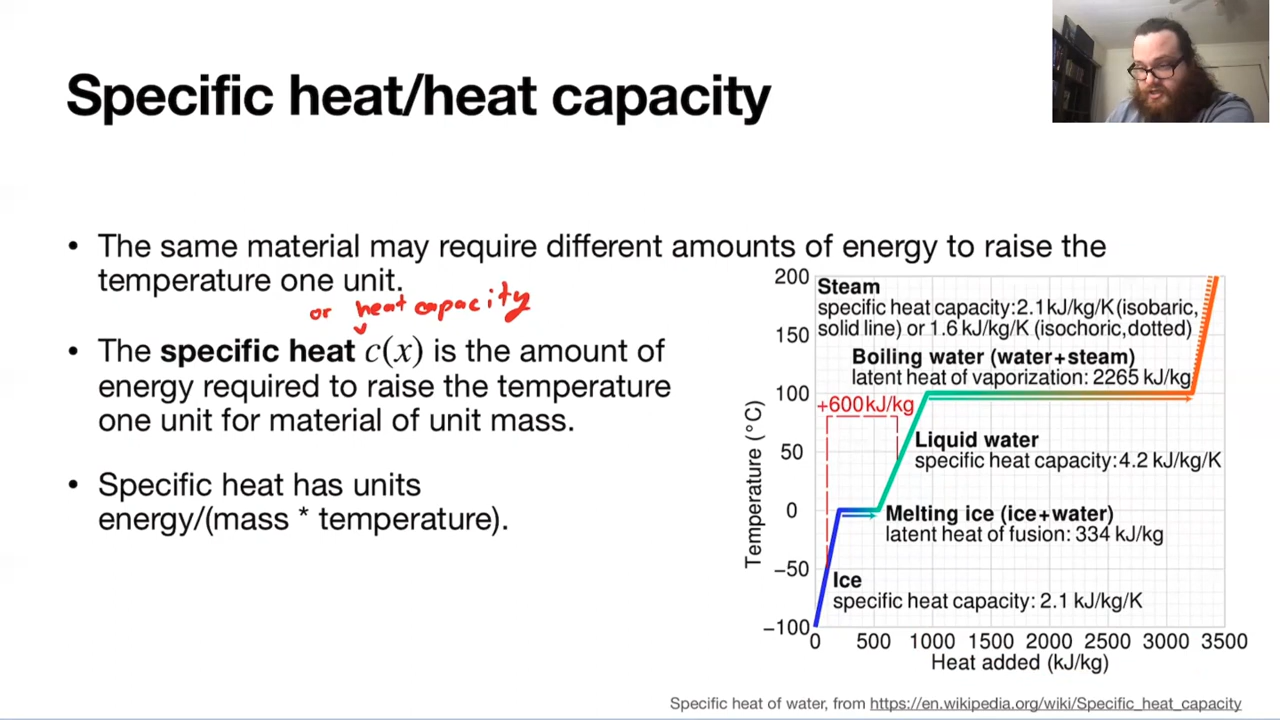 Specific heat/heat capacity
• The same material may require different amounts of energy to raise the
temperature one unit.
or heat capacity
• The specific heat c(x) is the amount of
energy required to raise the temperature
one unit for material of unit mass.
• Specific heat has units
energy/(mass * temperature).
200
150
100
50
0
−50
−100
Temperature (°C)
Steam
specific heat capacity:2.1kJ/kg/K(isobaric,
solid line) or 1.6 kJ/kg/K (isochoric,dotted)
Boiling water (water+steam)
latent heat of vaporization: 2265 kJ/kg
+600kJ/kg
Liquid water
specific heat capacity:4.2 kJ/kg/K
Melting ice (ice+water)
latent heat of fusion: 334 kJ/kg
Ice
specific heat capacity: 2.1 kJ/kg/K
0 500 1000 1500 2000 2500 3000 3500
Heat added (kJ/kg)
Specific heat of water, from https://en.wikipedia.org/wiki/Specific_heat_capacity